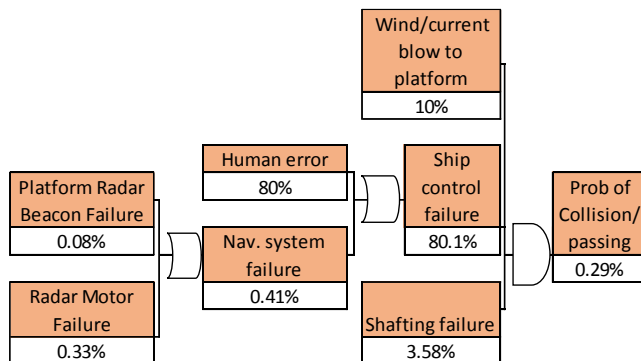 Wind/current
blow to
platform
10%
Human error
80%
Ship
control
failure
80.1%
Prob of
Collision/
passing
0.29%
Platform Radar
Beacon Failure
0.08%
Nav. system
failure
0.41%
Radar Motor
Failure
0.33%
Shafting failure
3.58%